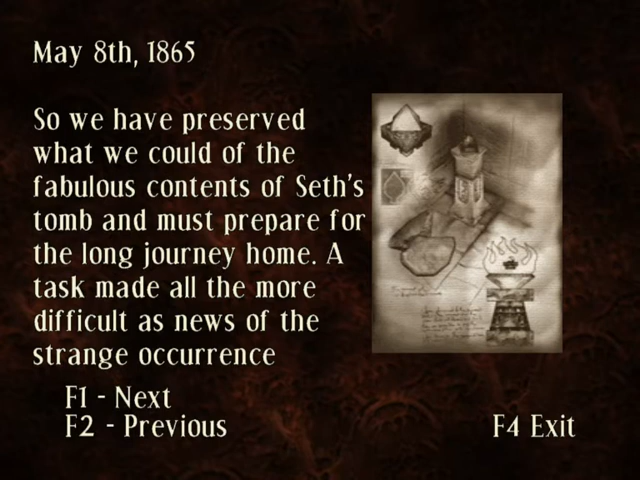 May 8th, 1865
So we have preserved
what we could of the
fabulous contents of Seth's
tomb and must prepare for
the long journey home. A
task made all the more
difficult as news of the
strange occurrence
F1 - Next
F2 - Previous
F4 Exit